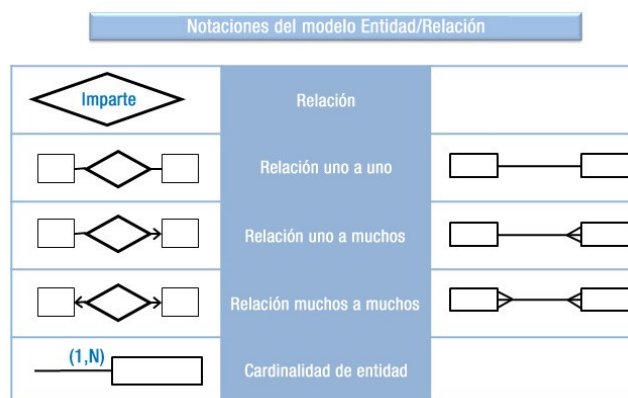 Notaciones del modelo Entidad/Relación
Imparte
Relación
Relación uno a uno
Relación uno a muchos
Relación muchos a muchos
(1,N)
Cardinalidad de entidad